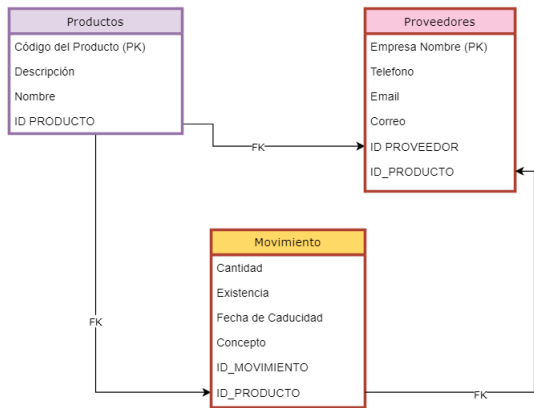 Productos
Código del Producto (PK)
Descripción
Nombre
ID PRODUCTO
Proveedores
Empresa Nombre (PK)
Telefono
Email
Correo
ID PROVEEDOR
ID_PRODUCTO
FK
Movimiento
Cantidad
Existencia
Fecha de Caducidad
Concepto
ID_MOVIMIENTO
ID_PRODUCTO
FK
FK